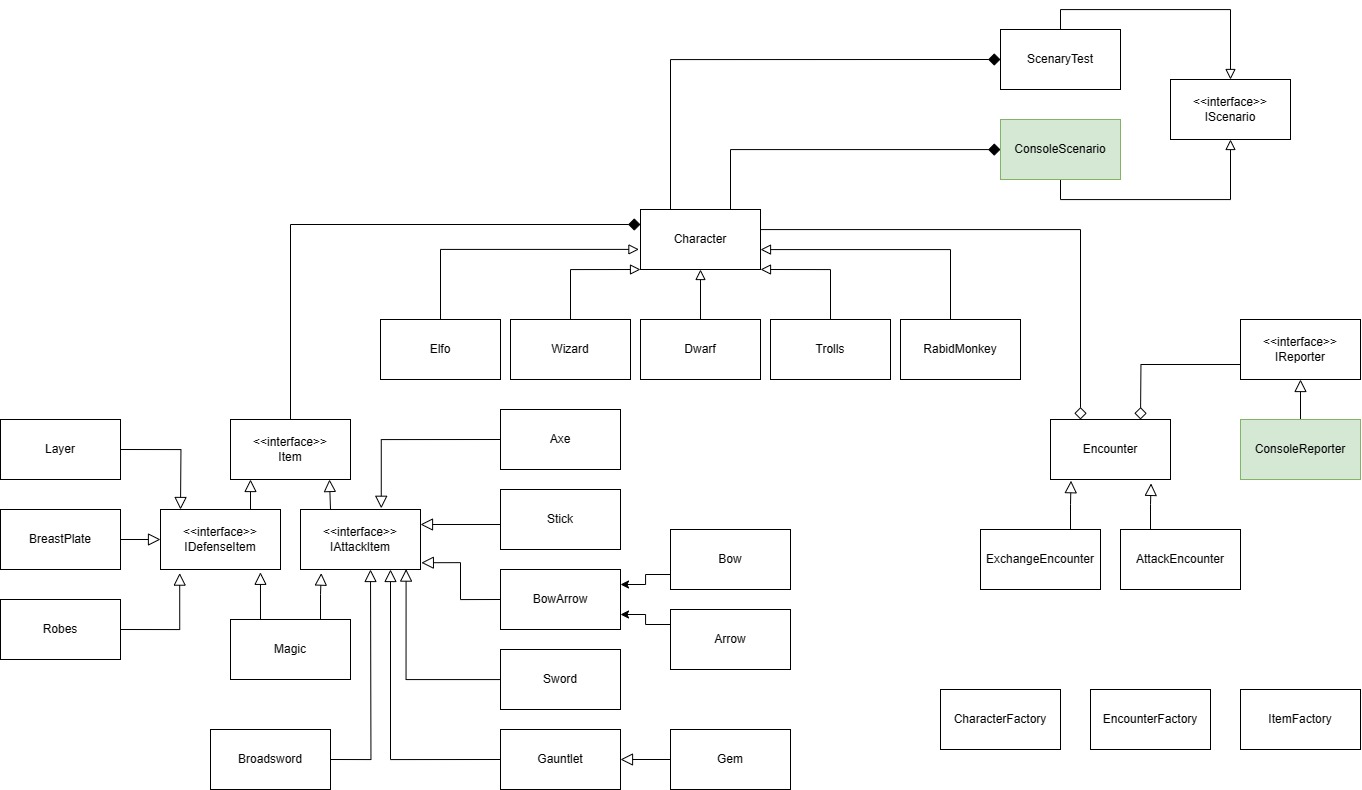 ScenaryTest
<<interface>>
IScenario
ConsoleScenario
Character
Elfo
Wizard
Dwarf
Trolls
RabidMonkey
<<interface>>
IReporter
Layer
<<interface>>
Item
Axe
Encounter
ConsoleReporter
BreastPlate
<<interface>>
IDefenseItem
<<interface>>
IAttackItem
Stick
Bow
ExchangeEncounter
AttackEncounter
BowArrow
Robes
Magic
Arrow
Sword
CharacterFactory
EncounterFactory
ItemFactory
Broadsword
Gauntlet
Gem